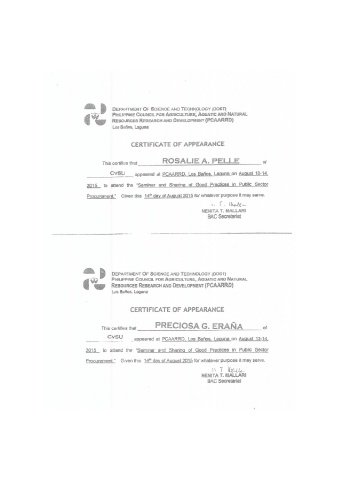 DEPARTMENT OF SCIENCE AND TECHNOLOGY (DOST)
PHILIPPINE COUNCIL FOR AGRICULTURE, AQUATIC AND NATURAL
RESOURCES RESEARCH AND DEVELOPMENT (PCAARRD)
Los Baños, Laguna
CERTIFICATE OF APPEARANCE
This certifies that ROSALIE A. PELLE of
CVSU appeared at PCAARRD, Los Baños, Laguna on August 13-14,
2015 to attend the "Seminar and Sharing of Good Practices in Public Sector
Procurement." Given this 14th day of August 2015 for whatever purpose it may serve.
NENITA T. MALLARI
BAC Secretariat
DEPARTMENT OF SCIENCE AND TECHNOLOGY (DOST)
PHILIPPINE COUNCIL FOR AGRICULTURE, AQUATIC AND NATURAL
RESOURCES RESEARCH AND DEVELOPMENT (PCAARRD)
Los Baños, Laguna
CERTIFICATE OF APPEARANCE
This certifies that PRECIOSA G. ERAÑA of
CVSU appeared at PCAARRD, Los Baños, Laguna on August 13-14,
2015 to attend the "Seminar and Sharing of Good Practices in Public Sector
Procurement." Given this 14th day of August 2015 for whatever purpose it may serve.
NENITA T. MALLARI
BAC Secretariat